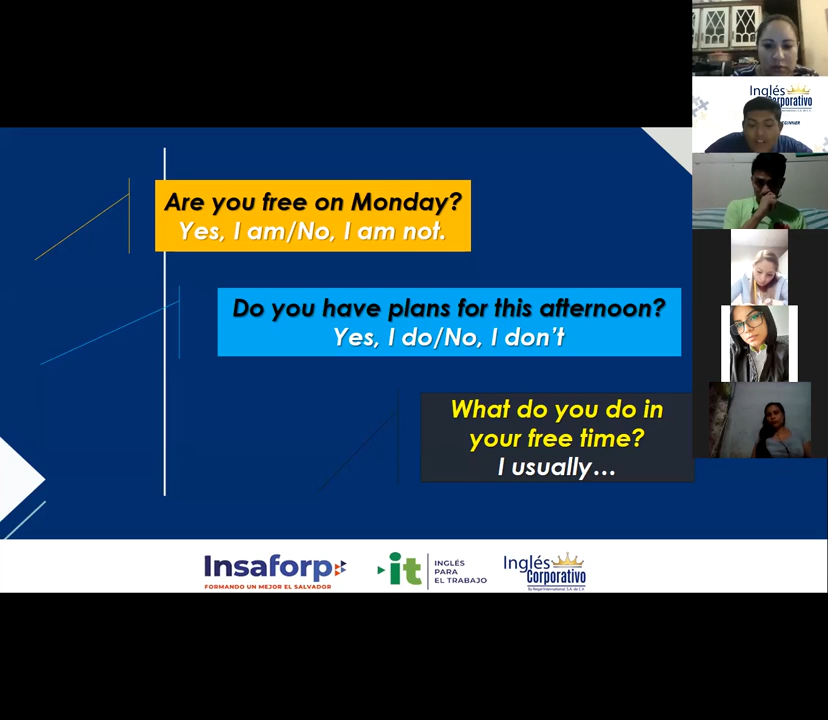 Are you free on Monday?
Yes, I am/No, I am not.
Do you have plans for this afternoon?
Yes, I do/No, I don't
What do you do in
your free time?
I usually...
Insaforp
FORMANDO UN MEJOR EL SALVADOR
it
INGLÉS
PARA
EL TRABAJO
Inglés
Corporativo
Inglés
Corporativo